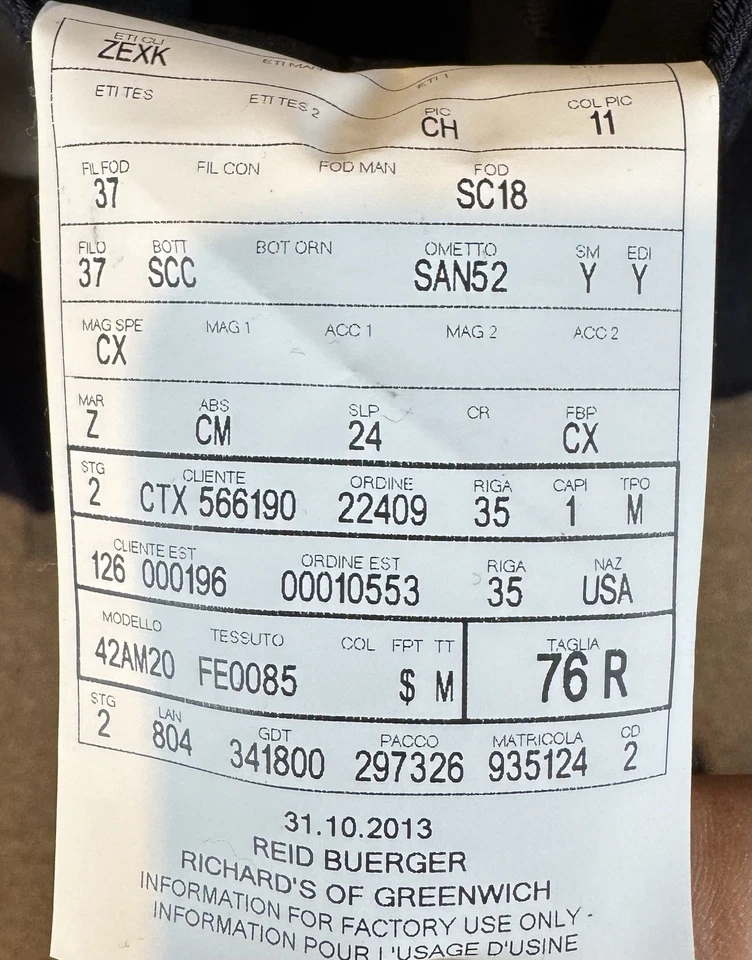 ETI CLI ETI MAN ETI 1
ZEXK
ETI TES ETI TES 2 PIC COL PIC
CH 11
FILFOD FIL CON FOD MAN FOD
37 SC18
FILO BOTT BOT ORN OMETTO SM EDI
37 SCC SAN52 Y Y
MAG SPE MAG 1 ACC 1 MAG 2 ACC 2
CX
MAR ABS SLP CR FBP
Z CM 24 CX
STG CLIENTE ORDINE RIGA CAPI TPO
2 CTX 566190 22409 35 1 M
CLIENTE EST ORDINE EST RIGA NAZ
126 000196 00010553 35 USA
MODELLO TESSUTO COL FPT TT TAGLIA
42AM20 FE0085 $ M 76 R
STG LAN GDT PACCO MATRICOLA CD
2 804 341800 297326 935124 2
31.10.2013
REID BUERGER
RICHARD'S OF GREENWICH
INFORMATION FOR FACTORY USE ONLY -
INFORMATION POUR L'USAGE D'USINE